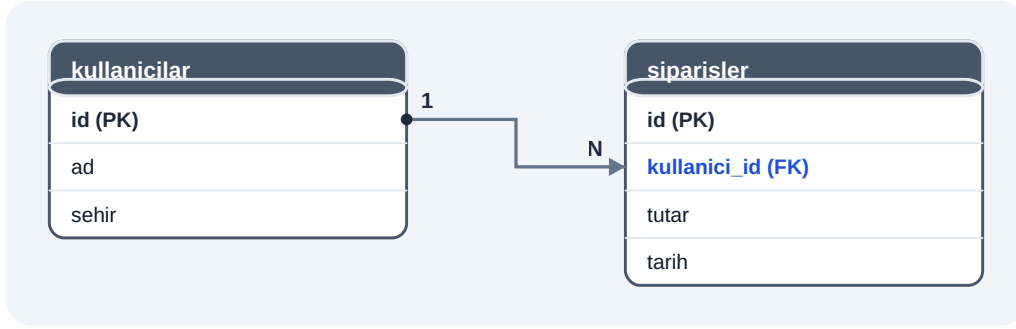 kullanicilar
id (PK)
ad
sehir
1
N
siparisler
id (PK)
kullanici_id (FK)
tutar
tarih